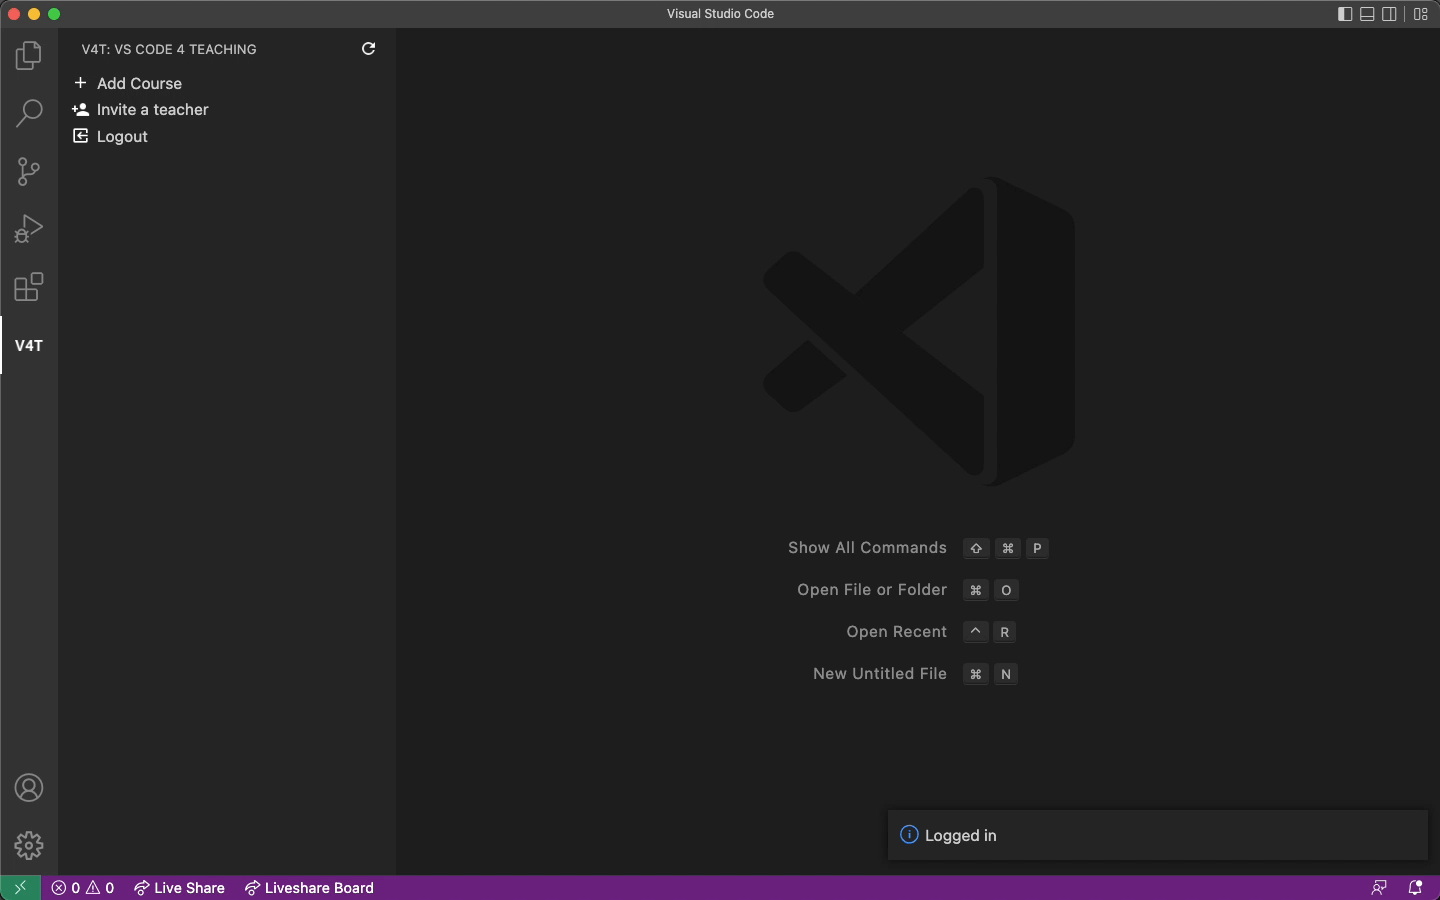 Visual Studio Code
V4T: VS CODE 4 TEACHING
Add Course
Invite a teacher
Logout
V4T
Show All Commands ⇧ ⌘ P
Open File or Folder ⌘ O
Open Recent ^ R
New Untitled File ⌘ N
Logged in
0 0 Live Share Liveshare Board